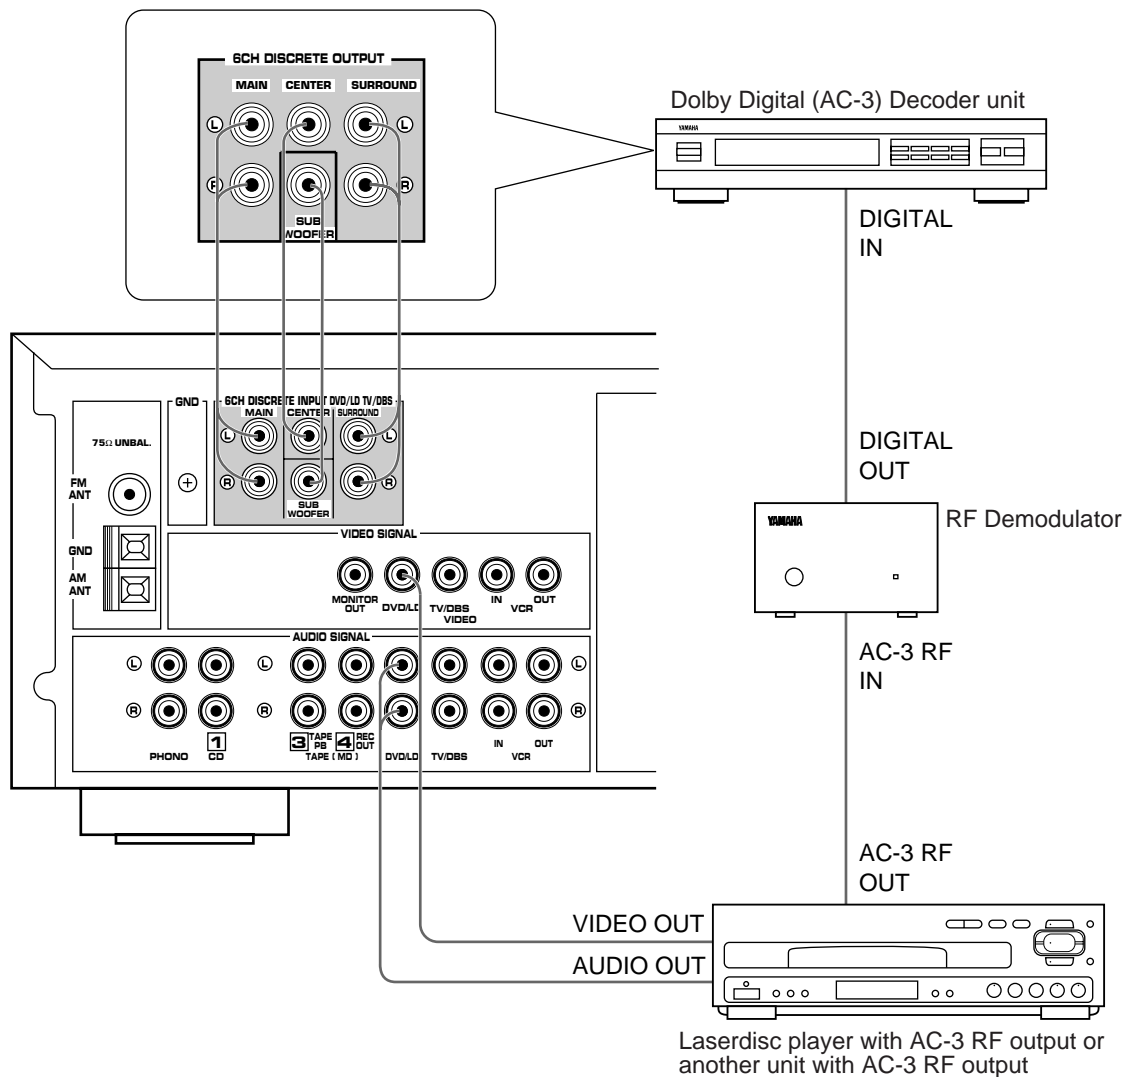 6CH DISCRETE OUTPUT
MAIN CENTER SURROUND
L L
R R
SUB
WOOFER
Dolby Digital (AC-3) Decoder unit
YAMAHA
DIGITAL
IN
GND
6CH DISCRETE INPUT DVD/LD TV/DBS
MAIN CENTER SURROUND
L L
R R
SUB
WOOFER
75Ω UNBAL.
FM
ANT
GND
AM
ANT
VIDEO SIGNAL
MONITOR
OUT
DVD/LD
TV/DBS
VIDEO
IN OUT
VCR
DIGITAL
OUT
YAMAHA
RF Demodulator
AC-3 RF
IN
AUDIO SIGNAL
L L L
R R R
PHONO
1
CD
3 TAPE
PB
4 REC
OUT
TAPE ( MD )
DVD/LD
TV/DBS
IN OUT
VCR
AC-3 RF
OUT
VIDEO OUT
AUDIO OUT
Laserdisc player with AC-3 RF output or
another unit with AC-3 RF output